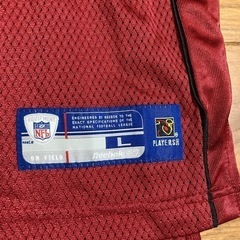 ENGINEERED BY REEBOK TO THE
EXACT SPECIFICATIONS OF THE
NATIONAL FOOTBALL LEAGUE
NFL
L
PLAYERS
ON FIELD
Reebok